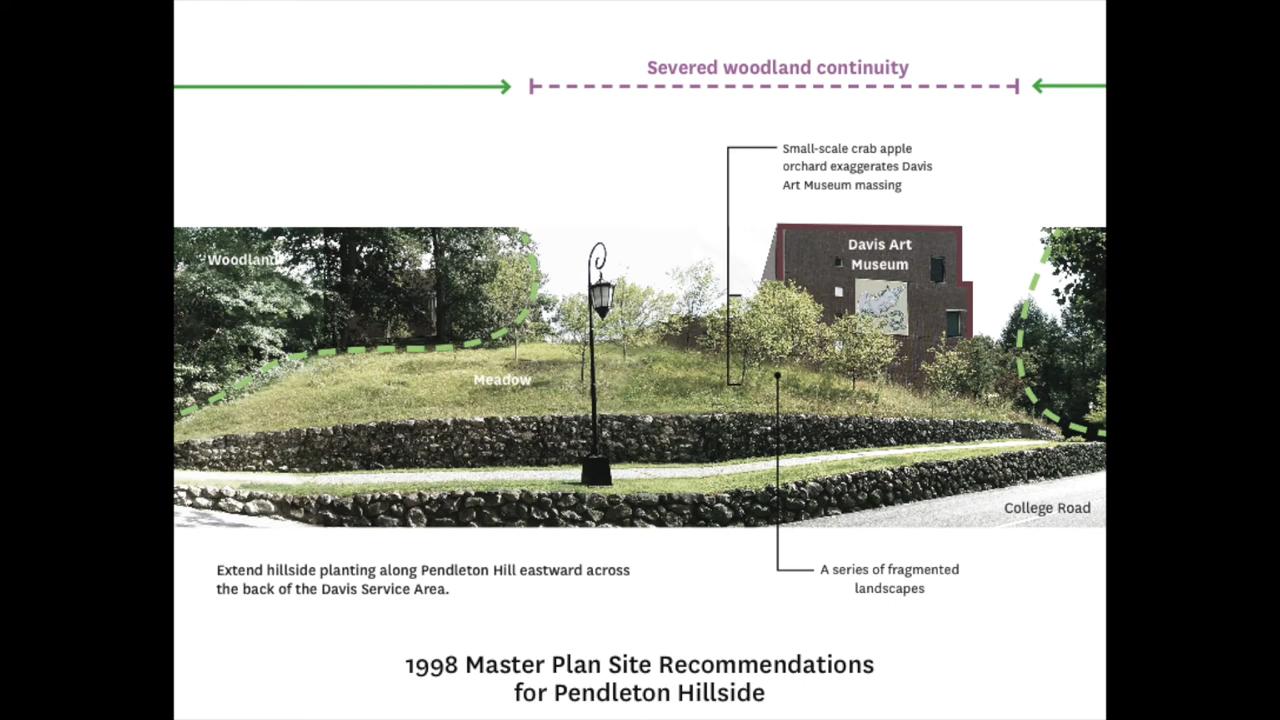 Severed woodland continuity
Small-scale crab apple
orchard exaggerates Davis
Art Museum massing
Woodland
Davis Art
Museum
Meadow
College Road
Extend hillside planting along Pendleton Hill eastward across
the back of the Davis Service Area.
A series of fragmented
landscapes
1998 Master Plan Site Recommendations
for Pendleton Hillside